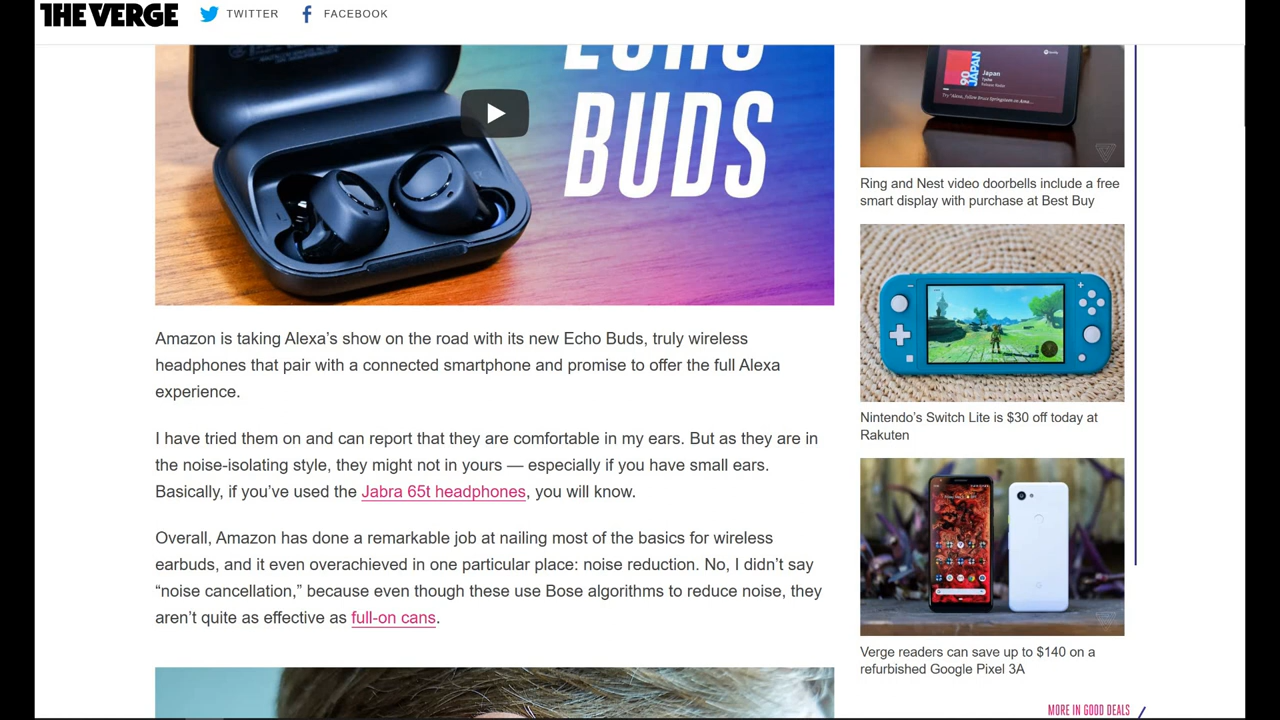 THE VERGE
TWITTER
FACEBOOK
ECHO
BUDS
Amazon is taking Alexa’s show on the road with its new Echo Buds, truly wireless
headphones that pair with a connected smartphone and promise to offer the full Alexa
experience.
I have tried them on and can report that they are comfortable in my ears. But as they are in
the noise-isolating style, they might not in yours — especially if you have small ears.
Basically, if you’ve used the Jabra 65t headphones, you will know.
Overall, Amazon has done a remarkable job at nailing most of the basics for wireless
earbuds, and it even overachieved in one particular place: noise reduction. No, I didn’t say
“noise cancellation,” because even though these use Bose algorithms to reduce noise, they
aren’t quite as effective as full-on cans.
JAPAN
Japan
Ring and Nest video doorbells include a free
smart display with purchase at Best Buy
Nintendo’s Switch Lite is $30 off today at
Rakuten
Verge readers can save up to $140 on a
refurbished Google Pixel 3A
MORE IN GOOD DEALS